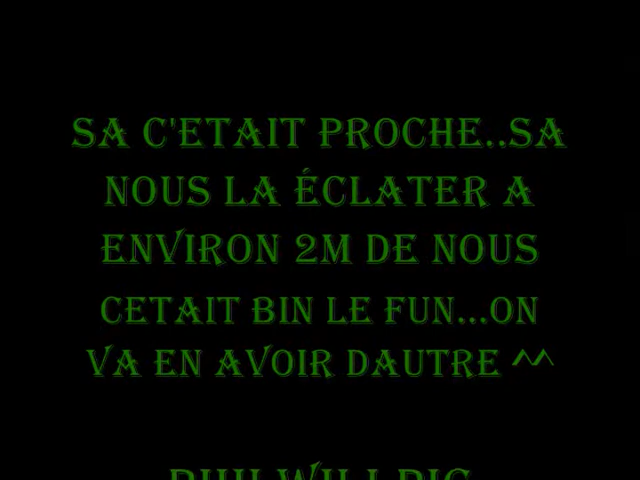 SA C'ETAIT PROCHE..SA
NOUS LA ÉCLATER A
ENVIRON 2M DE NOUS
CETAIT BIN LE FUN...ON
VA EN AVOIR DAUTRE ^^